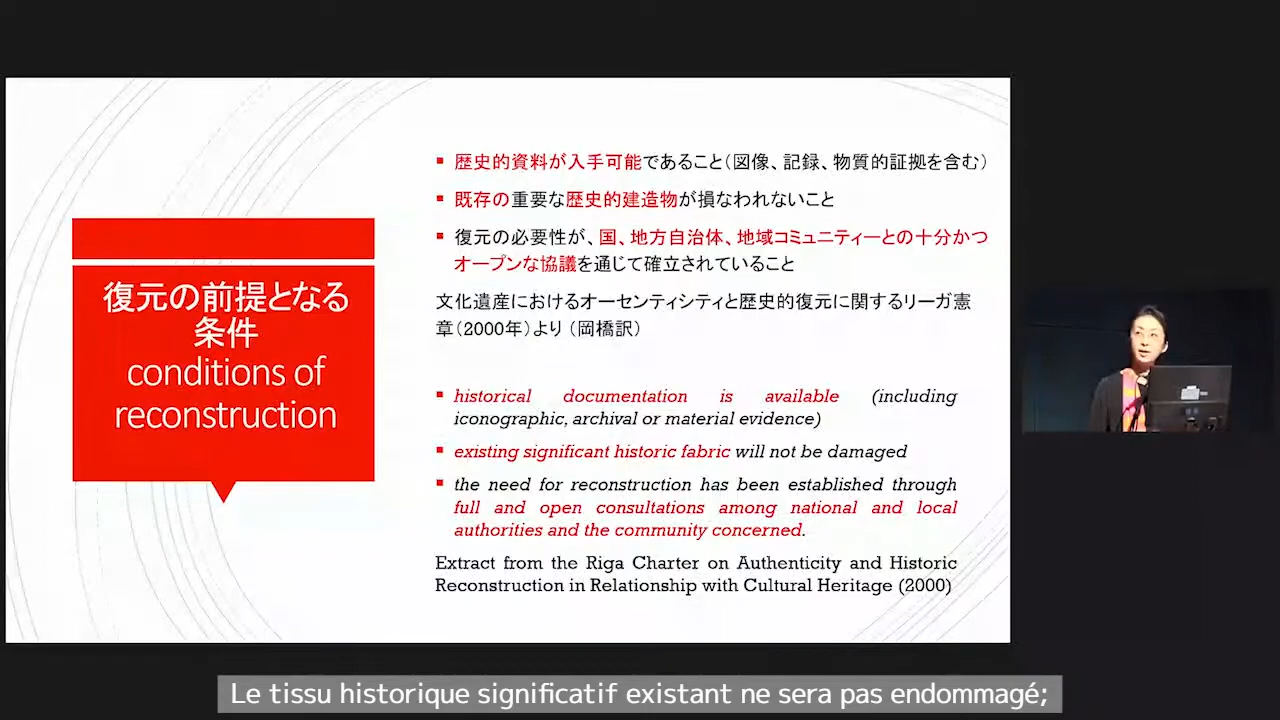 復元の前提となる
条件
conditions of
reconstruction
▪ 歴史的資料が入手可能であること（図像、記録、物質的証拠を含む）
▪ 既存の重要な歴史的建造物が損なわれないこと
▪ 復元の必要性が、国、地方自治体、地域コミュニティーとの十分かつ
オープンな協議を通じて確立されていること
文化遺産におけるオーセンティシティと歴史的復元に関するリーガ憲
章（2000年）より （岡橋訳）
▪ historical documentation is available (including
iconographic, archival or material evidence)
▪ existing significant historic fabric will not be damaged
▪ the need for reconstruction has been established through
full and open consultations among national and local
authorities and the community concerned.
Extract from the Riga Charter on Authenticity and Historic
Reconstruction in Relationship with Cultural Heritage (2000)
Le tissu historique significatif existant ne sera pas endommagé;